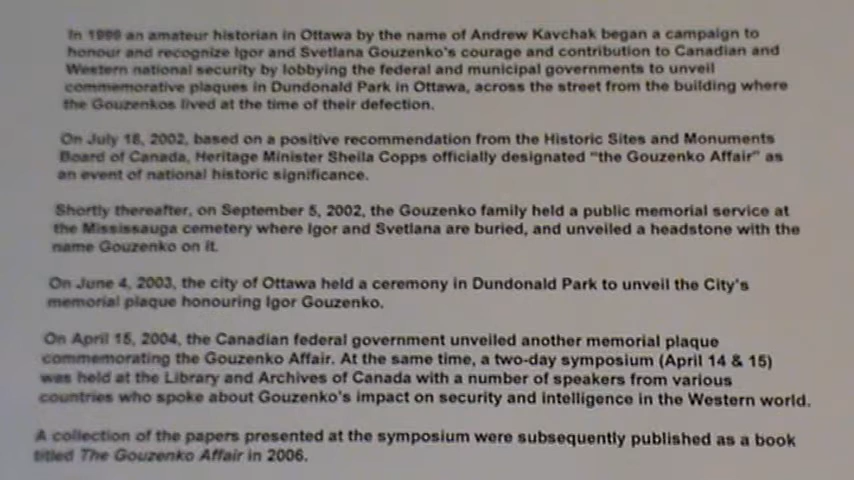 In 1999 an amateur historian in Ottawa by the name of Andrew Kavchak began a campaign to
honour and recognize Igor and Svetlana Gouzenko's courage and contribution to Canadian and
Western national security by lobbying the federal and municipal governments to unveil
commemorative plaques in Dundonald Park in Ottawa, across the street from the building where
the Gouzenkos lived at the time of their defection.
On July 18, 2002, based on a positive recommendation from the Historic Sites and Monuments
Board of Canada, Heritage Minister Sheila Copps officially designated "the Gouzenko Affair" as
an event of national historic significance.
Shortly thereafter, on September 5, 2002, the Gouzenko family held a public memorial service at
the Mississauga cemetery where Igor and Svetlana are buried, and unveiled a headstone with the
name Gouzenko on it.
On June 4, 2003, the city of Ottawa held a ceremony in Dundonald Park to unveil the City's
memorial plaque honouring Igor Gouzenko.
On April 15, 2004, the Canadian federal government unveiled another memorial plaque
commemorating the Gouzenko Affair. At the same time, a two-day symposium (April 14 & 15)
was held at the Library and Archives of Canada with a number of speakers from various
countries who spoke about Gouzenko's impact on security and intelligence in the Western world.
A collection of the papers presented at the symposium were subsequently published as a book
titled The Gouzenko Affair in 2006.